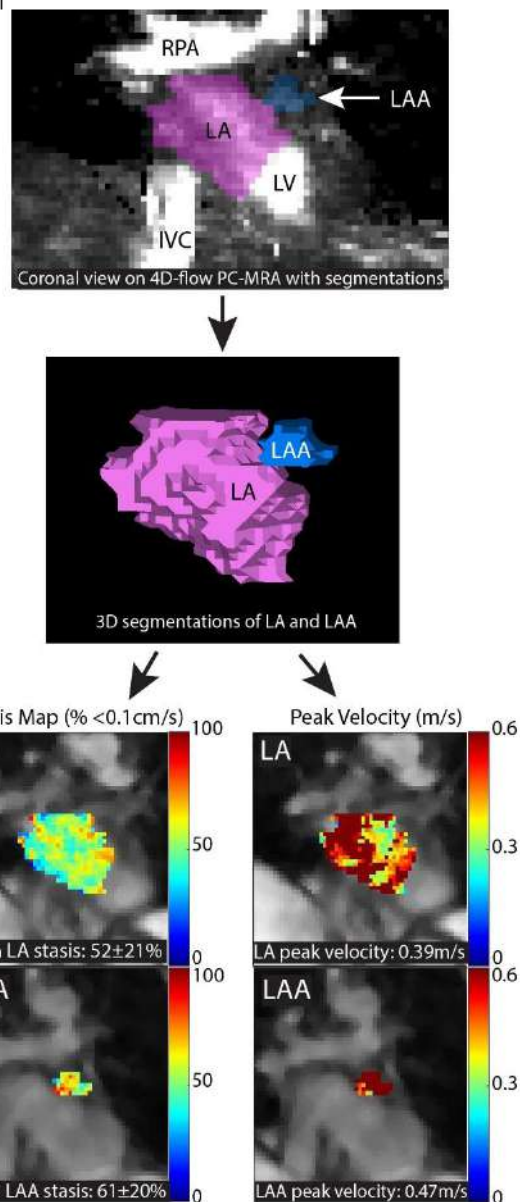 RPA
LAA
LA
LV
IVC
Coronal view on 4D-flow PC-MRA with segmentations
LAA
LA
3D segmentations of LA and LAA
Map (% <0.1cm/s)
Peak Velocity (m/s)
100
50
0
LA
0.6
0.3
0
LA stasis: 52±21%
LA peak velocity: 0.39m/s
100
50
0
LAA
0.6
0.3
0
LAA stasis: 61±20%
LAA peak velocity: 0.47m/s